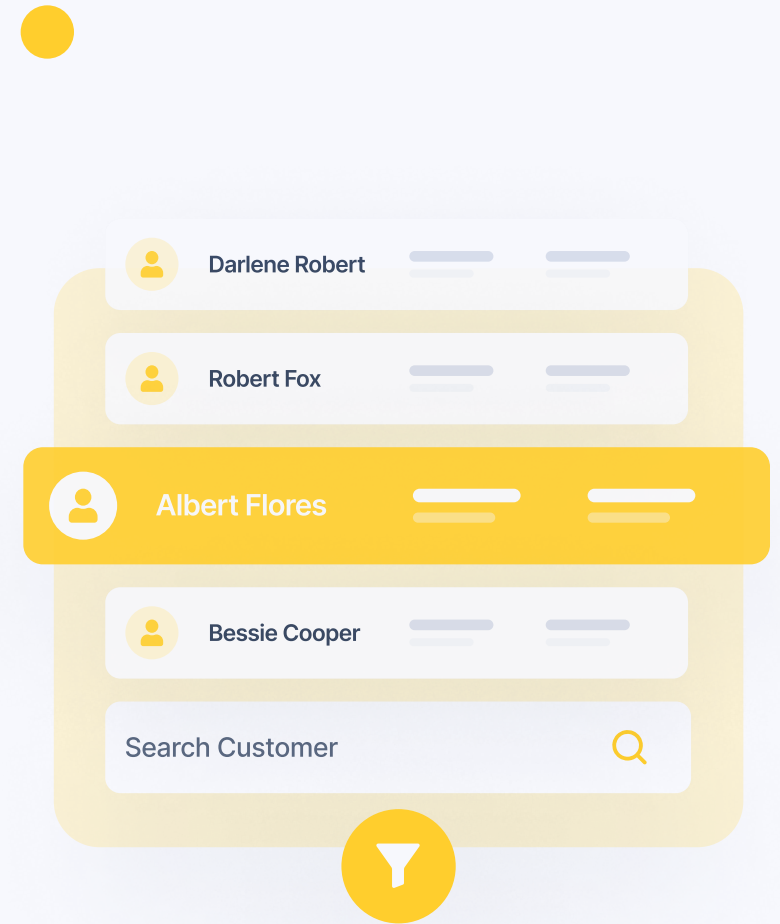 Darlene Robert
Robert Fox
Albert Flores
Bessie Cooper
Search Customer